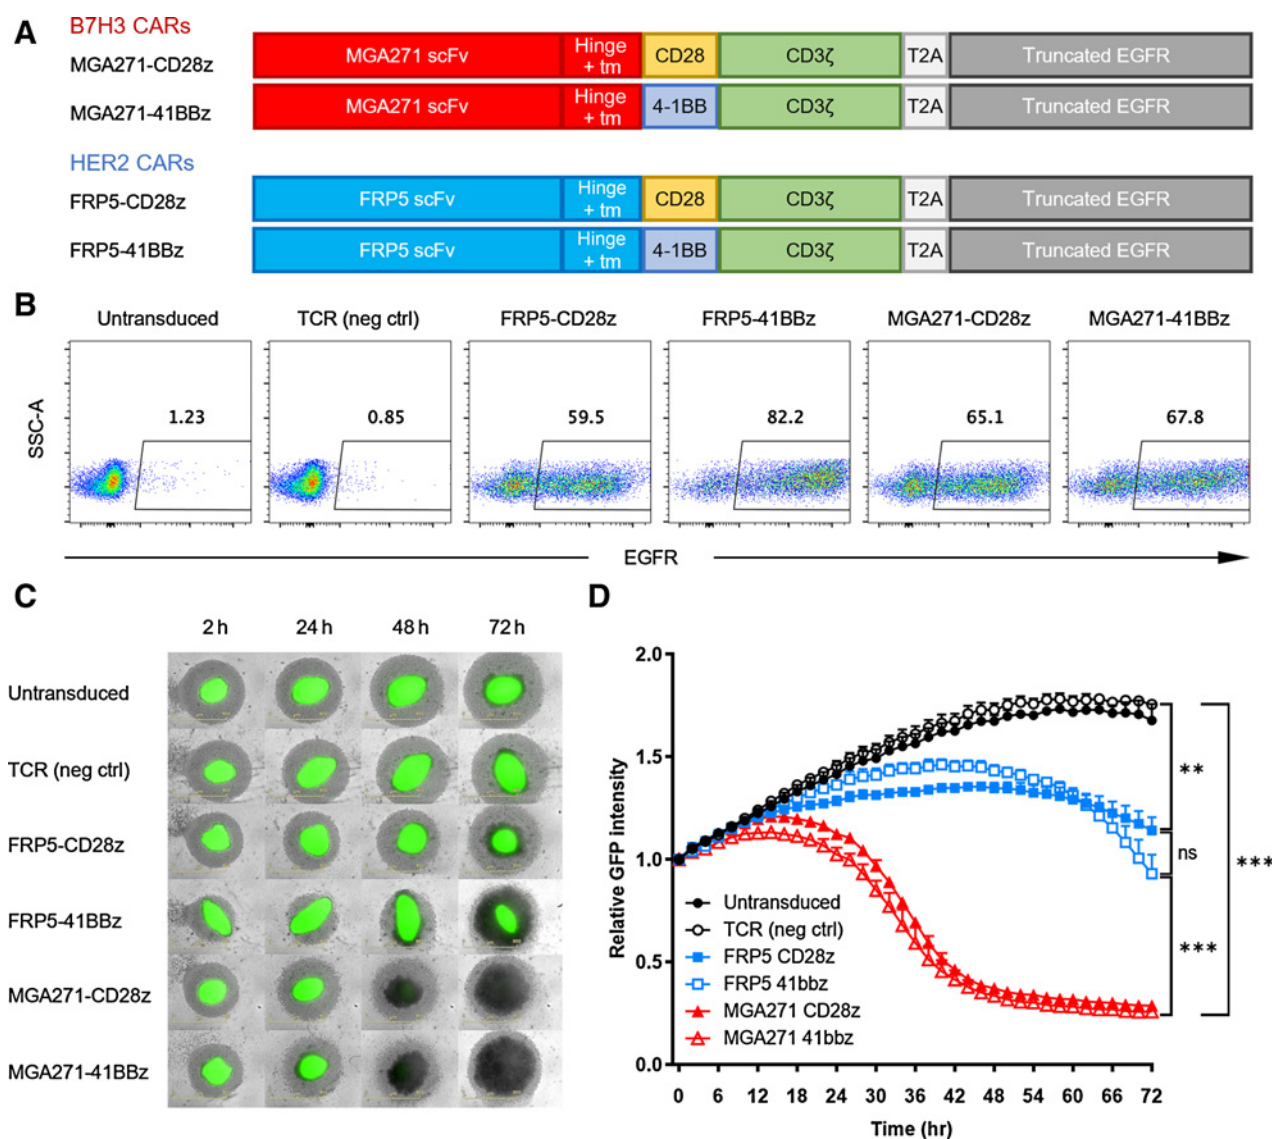 A
B7H3 CARs
MGA271-CD28z
MGA271 scFv
Hinge
+ tm
CD28
CD3ζ
T2A
Truncated EGFR
MGA271-41BBz
MGA271 scFv
Hinge
+ tm
4-1BB
CD3ζ
T2A
Truncated EGFR
HER2 CARs
FRP5-CD28z
FRP5 scFv
Hinge
+ tm
CD28
CD3ζ
T2A
Truncated EGFR
FRP5-41BBz
FRP5 scFv
Hinge
+ tm
4-1BB
CD3ζ
T2A
Truncated EGFR
B
Untransduced
TCR (neg ctrl)
FRP5-CD28z
FRP5-41BBz
MGA271-CD28z
MGA271-41BBz
SSC-A
1.23
0.85
59.5
82.2
65.1
67.8
EGFR
C
2 h
24 h
48 h
72 h
Untransduced
TCR (neg ctrl)
FRP5-CD28z
FRP5-41BBz
MGA271-CD28z
MGA271-41BBz
D
Relative GFP intensity
2.0
1.5
1.0
0.5
0.0
Untransduced
TCR (neg ctrl)
FRP5 CD28z
FRP5 41bbz
MGA271 CD28z
MGA271 41bbz
**
ns
***
***
0 6 12 18 24 30 36 42 48 54 60 66 72
Time (hr)